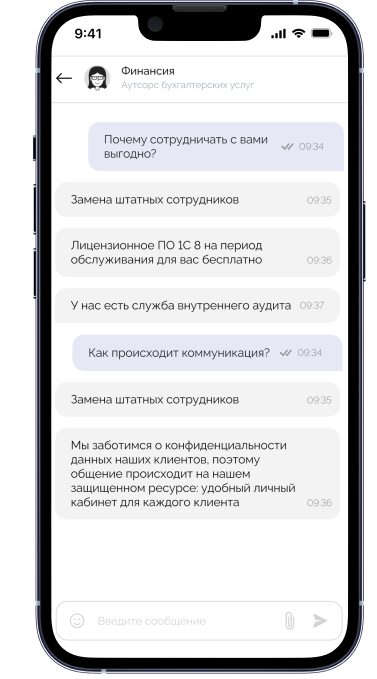 9:41
Финансия
Аутсорс бухгалтерских услуг
Почему сотрудничать с вами
выгодно?
09:34
Замена штатных сотрудников
09:35
Лицензионное ПО 1С 8 на период
обслуживания для вас бесплатно
09:36
У нас есть служба внутреннего аудита
09:37
Как происходит коммуникация?
09:34
Замена штатных сотрудников
09:35
Мы заботимся о конфиденциальности
данных наших клиентов, поэтому
общение происходит на нашем
защищенном ресурсе: удобный личный
кабинет для каждого клиента
09:36
Введите сообщение